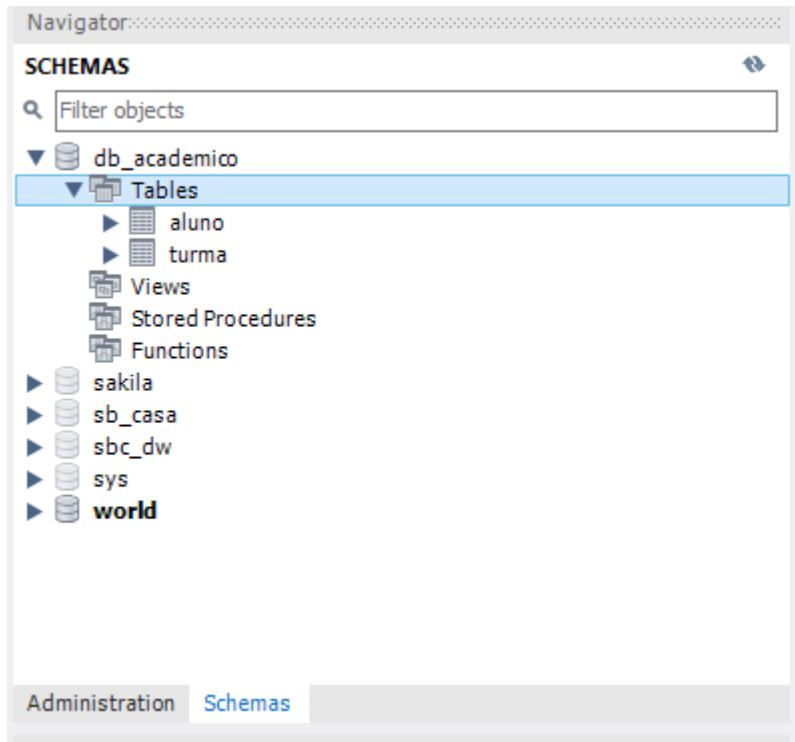 Navigator
SCHEMAS
Filter objects
db_academico
Tables
aluno
turma
Views
Stored Procedures
Functions
sakila
sb_casa
sbc_dw
sys
world
Administration Schemas